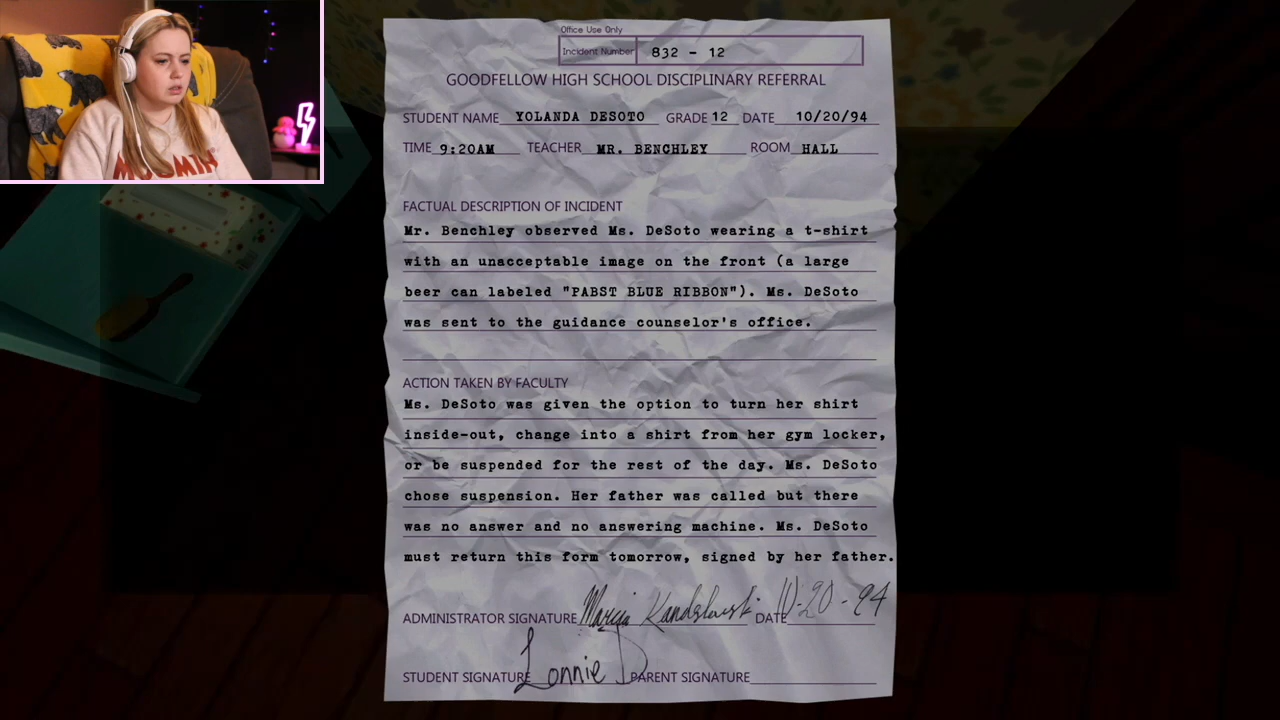 Office Use Only
Incident Number 832 - 12
GOODFELLOW HIGH SCHOOL DISCIPLINARY REFERRAL
STUDENT NAME YOLANDA DESOTO GRADE 12 DATE 10/20/94
TIME 9:20AM TEACHER MR. BENCHLEY ROOM HALL
FACTUAL DESCRIPTION OF INCIDENT
Mr. Benchley observed Ms. DeSoto wearing a t-shirt
with an unacceptable image on the front (a large
beer can labeled "PABST BLUE RIBBON"). Ms. DeSoto
was sent to the guidance counselor's office.
ACTION TAKEN BY FACULTY
Ms. DeSoto was given the option to turn her shirt
inside-out, change into a shirt from her gym locker,
or be suspended for the rest of the day. Ms. DeSoto
chose suspension. Her father was called but there
was no answer and no answering machine. Ms. DeSoto
must return this form tomorrow, signed by her father.
ADMINISTRATOR SIGNATURE DATE 10-20-94
STUDENT SIGNATURE Lonnie D PARENT SIGNATURE
MOOMIN